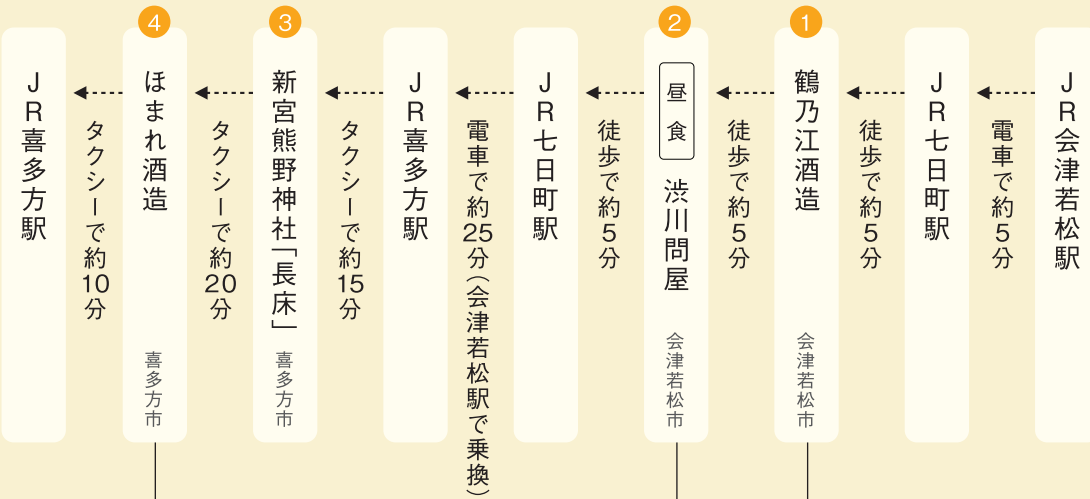 JR会津若松駅
電車で約5分
JR七日町駅
徒歩で約5分
1
鶴乃江酒造
会津若松市
徒歩で約5分
2
昼食
渋川問屋
会津若松市
徒歩で約5分
JR七日町駅
電車で約25分(会津若松駅で乗換)
JR喜多方駅
タクシーで約15分
3
新宮熊野神社「長床」
喜多方市
タクシーで約20分
4
ほまれ酒造
喜多方市
タクシーで約10分
JR喜多方駅